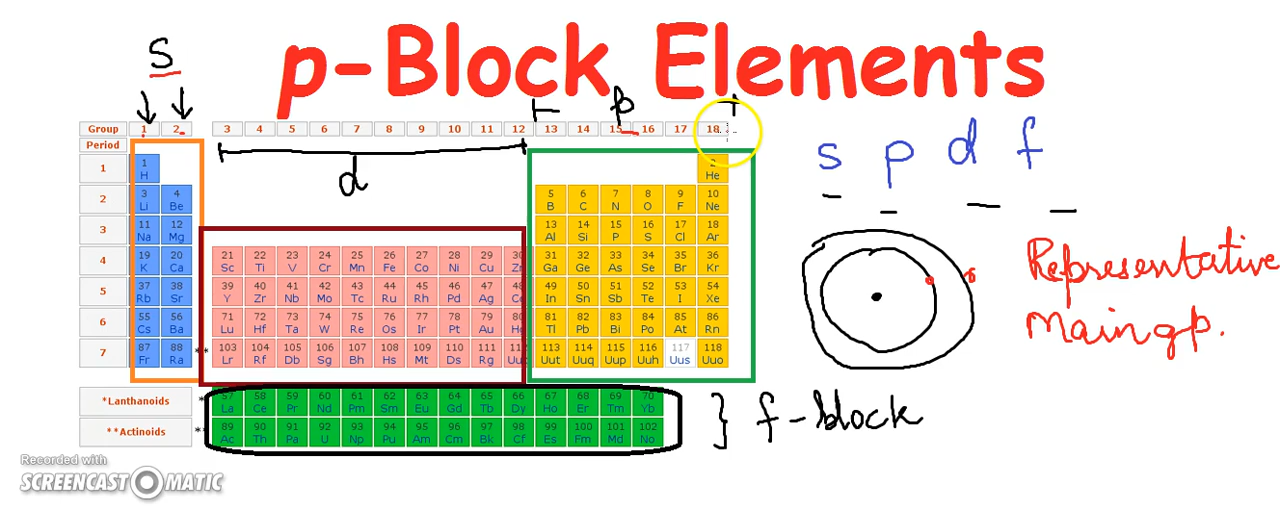 p-Block Elements
S
p
Group 1 2 3 4 5 6 7 8 9 10 11 12 13 14 15 16 17 18
Period
d
s p d f
1 1 2
H He
2 3 4 5 6 7 8 9 10
Li Be B C N O F Ne
3 11 12 13 14 15 16 17 18
Na Mg Al Si P S Cl Ar
4 19 20 21 22 23 24 25 26 27 28 29 30 31 32 33 34 35 36
K Ca Sc Ti V Cr Mn Fe Co Ni Cu Zn Ga Ge As Se Br Kr
5 37 38 39 40 41 42 43 44 45 46 47 48 49 50 51 52 53 54
Rb Sr Y Zr Nb Mo Tc Ru Rh Pd Ag Cd In Sn Sb Te I Xe
6 55 56 71 72 73 74 75 76 77 78 79 80 81 82 83 84 85 86
Cs Ba Lu Hf Ta W Re Os Ir Pt Au Hg Tl Pb Bi Po At Rn
7 87 88 ** 103 104 105 106 107 108 109 110 111 112 113 114 115 116 117 118
Fr Ra Lr Rf Db Sg Bh Hs Mt Ds Rg Uub Uut Uuq Uup Uuh Uus Uuo
Representative
Main gp.
*Lanthanoids * 57 58 59 60 61 62 63 64 65 66 67 68 69 70
La Ce Pr Nd Pm Sm Eu Gd Tb Dy Ho Er Tm Yb
**Actinoids ** 89 90 91 92 93 94 95 96 97 98 99 100 101 102
Ac Th Pa U Np Pu Am Cm Bk Cf Es Fm Md No
} f-block
Recorded with
SCREENCAST O MATIC